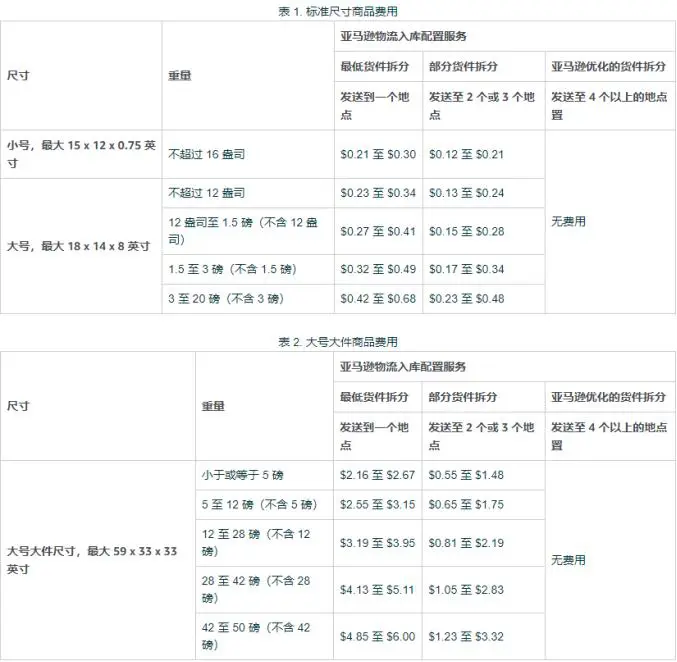 表 1. 标准尺寸商品费用
尺寸
重量
亚马逊物流入库配置服务
最低货件拆分
部分货件拆分
亚马逊优化的货件拆分
发送到一个地
点
发送至 2 个或 3 个地
点
发送至 4 个以上的地点
置
小号，最大 15 x 12 x 0.75 英
寸
不超过 16 盎司
$0.21 至 $0.30
$0.12 至 $0.21
无费用
大号，最大 18 x 14 x 8 英寸
不超过 12 盎司
$0.23 至 $0.34
$0.13 至 $0.24
12 盎司至 1.5 磅（不含 12 盎
司）
$0.27 至 $0.41
$0.15 至 $0.28
1.5 至 3 磅（不含 1.5 磅）
$0.32 至 $0.49
$0.17 至 $0.34
3 至 20 磅（不含 3 磅）
$0.42 至 $0.68
$0.23 至 $0.48
表 2. 大号大件商品费用
尺寸
重量
亚马逊物流入库配置服务
最低货件拆分
部分货件拆分
亚马逊优化的货件拆分
发送到一个地
点
发送至 2 个或 3 个地
点
发送至 4 个以上的地点
置
大号大件尺寸，最大 59 x 33 x 33
英寸
小于或等于 5 磅
$2.16 至 $2.67
$0.55 至 $1.48
无费用
5 至 12 磅（不含 5 磅）
$2.55 至 $3.15
$0.65 至 $1.75
12 至 28 磅（不含 12
磅）
$3.19 至 $3.95
$0.81 至 $2.19
28 至 42 磅（不含 28
磅）
$4.13 至 $5.11
$1.05 至 $2.83
42 至 50 磅（不含 42
磅）
$4.85 至 $6.00
$1.23 至 $3.32